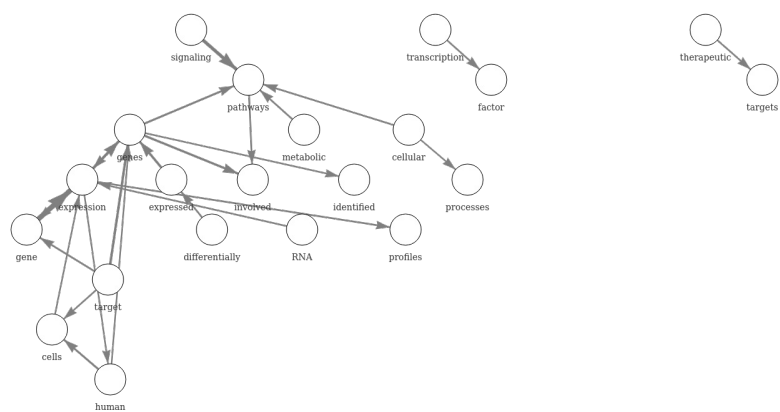 signaling
transcription
therapeutic
pathways
factor
targets
genes
metabolic
cellular
expression
expressed
involved
identified
processes
gene
differentially
RNA
profiles
target
cells
human